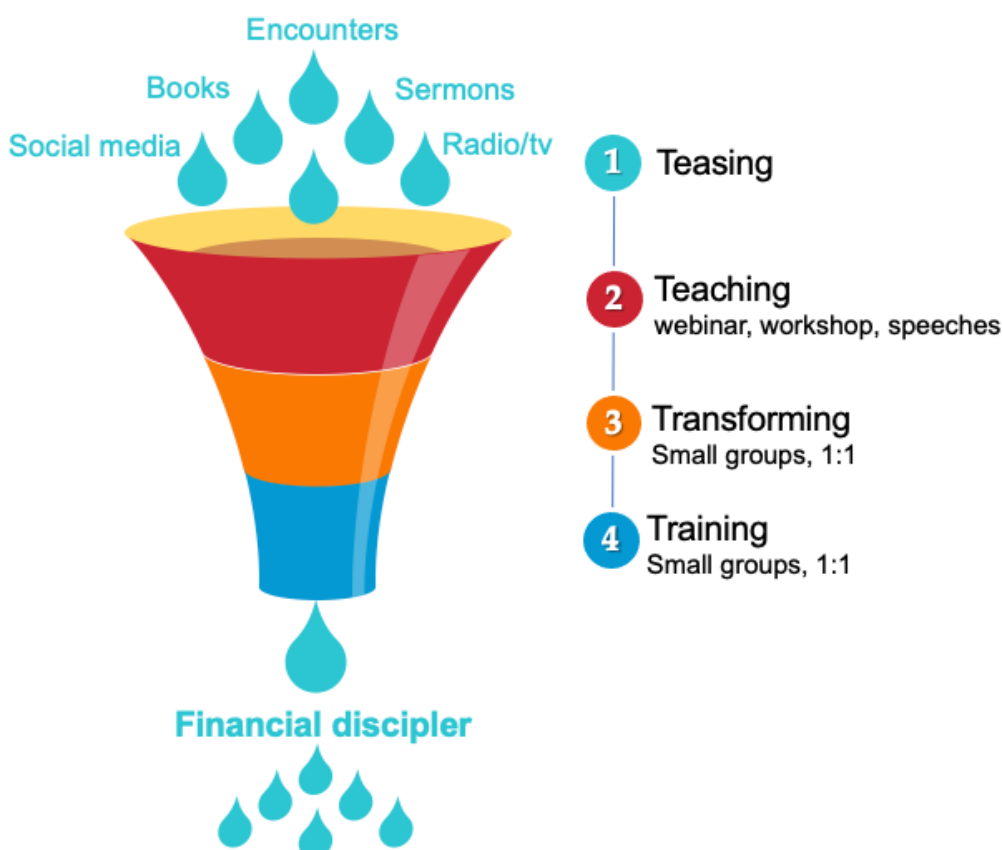 Encounters
Books
Sermons
Social media
Radio/tv
1 Teasing
2 Teaching
webinar, workshop, speeches
3 Transforming
Small groups, 1:1
4 Training
Small groups, 1:1
Financial discipler